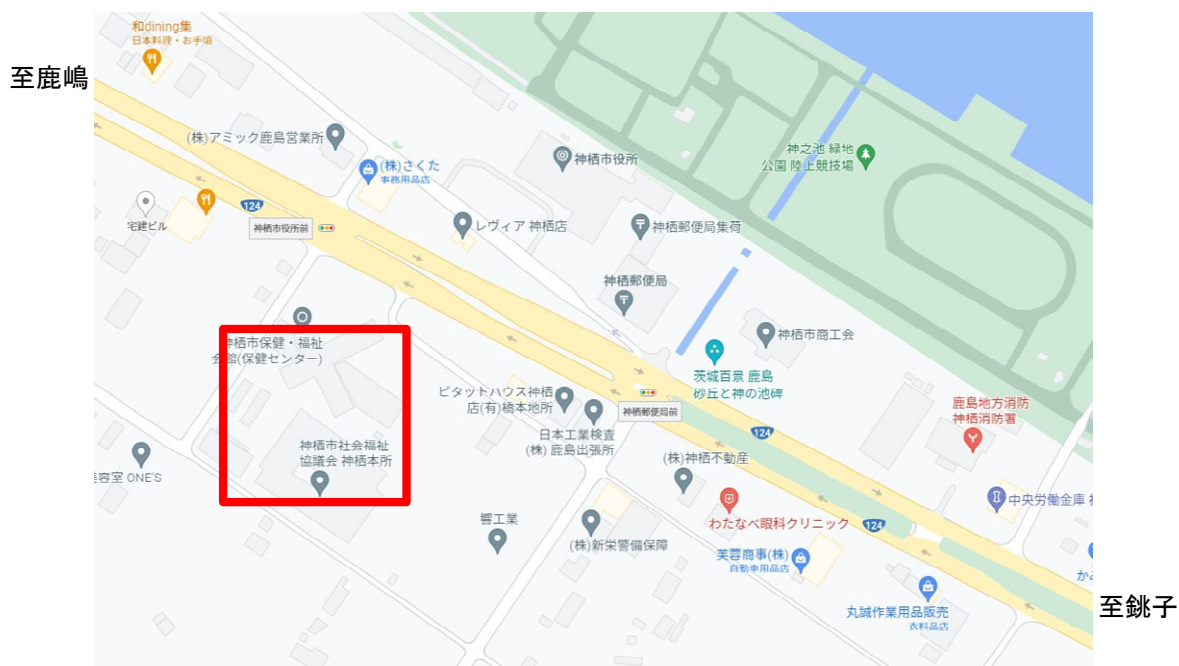 和dining集
日本料理・お手頃
至鹿嶋
(株)アミック鹿島営業所
(株)さくた
事務用品店
神栖市役所
神之池 緑地
公園 陸上競技場
宅建ビル
124
神栖市役所前
レヴィア 神栖店
神栖郵便局集荷
神栖郵便局
神栖市保健・福祉
会館(保健センター)
神栖市商工会
茨城百景 鹿島
砂丘と神の池碑
ピタットハウス神栖
店(有)橋本地所
神栖郵便局前
日本工業検査
(株) 鹿島出張所
124
鹿島地方消防
神栖消防署
神栖市社会福祉
協議会 神栖本所
容室 ONE'S
(株)神栖不動産
わたなべ眼科クリニック
124
中央労働金庫
響工業
(株)新栄警備保障
芙蓉商事(株)
自動車用品店
丸誠作業用品販売
衣料品店
至銚子